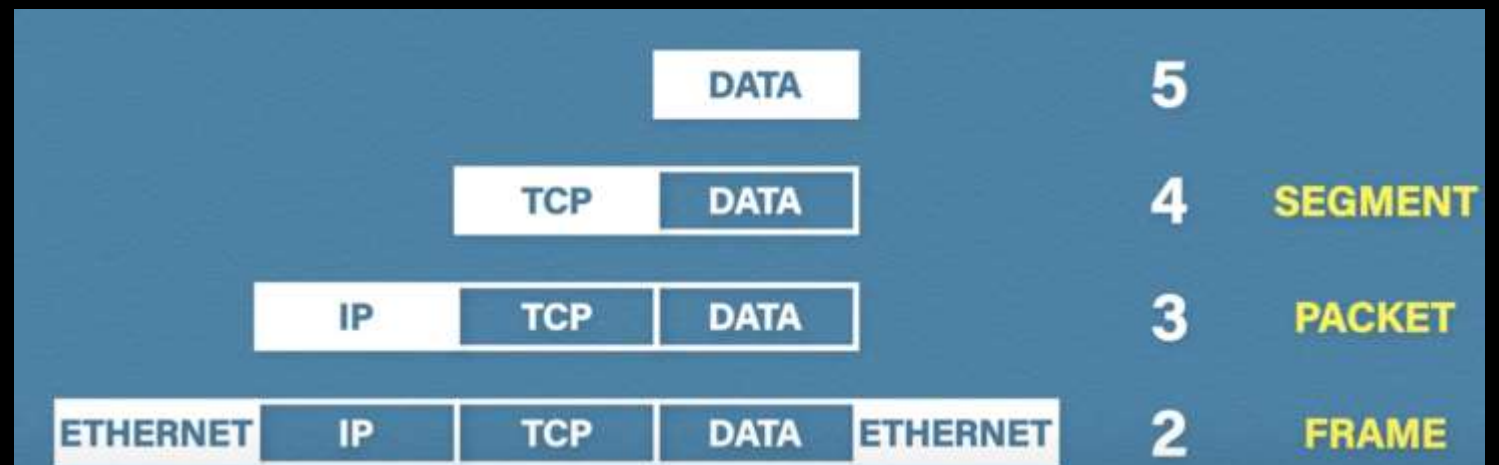 DATA 5
TCP DATA 4 SEGMENT
IP TCP DATA 3 PACKET
ETHERNET IP TCP DATA ETHERNET 2 FRAME